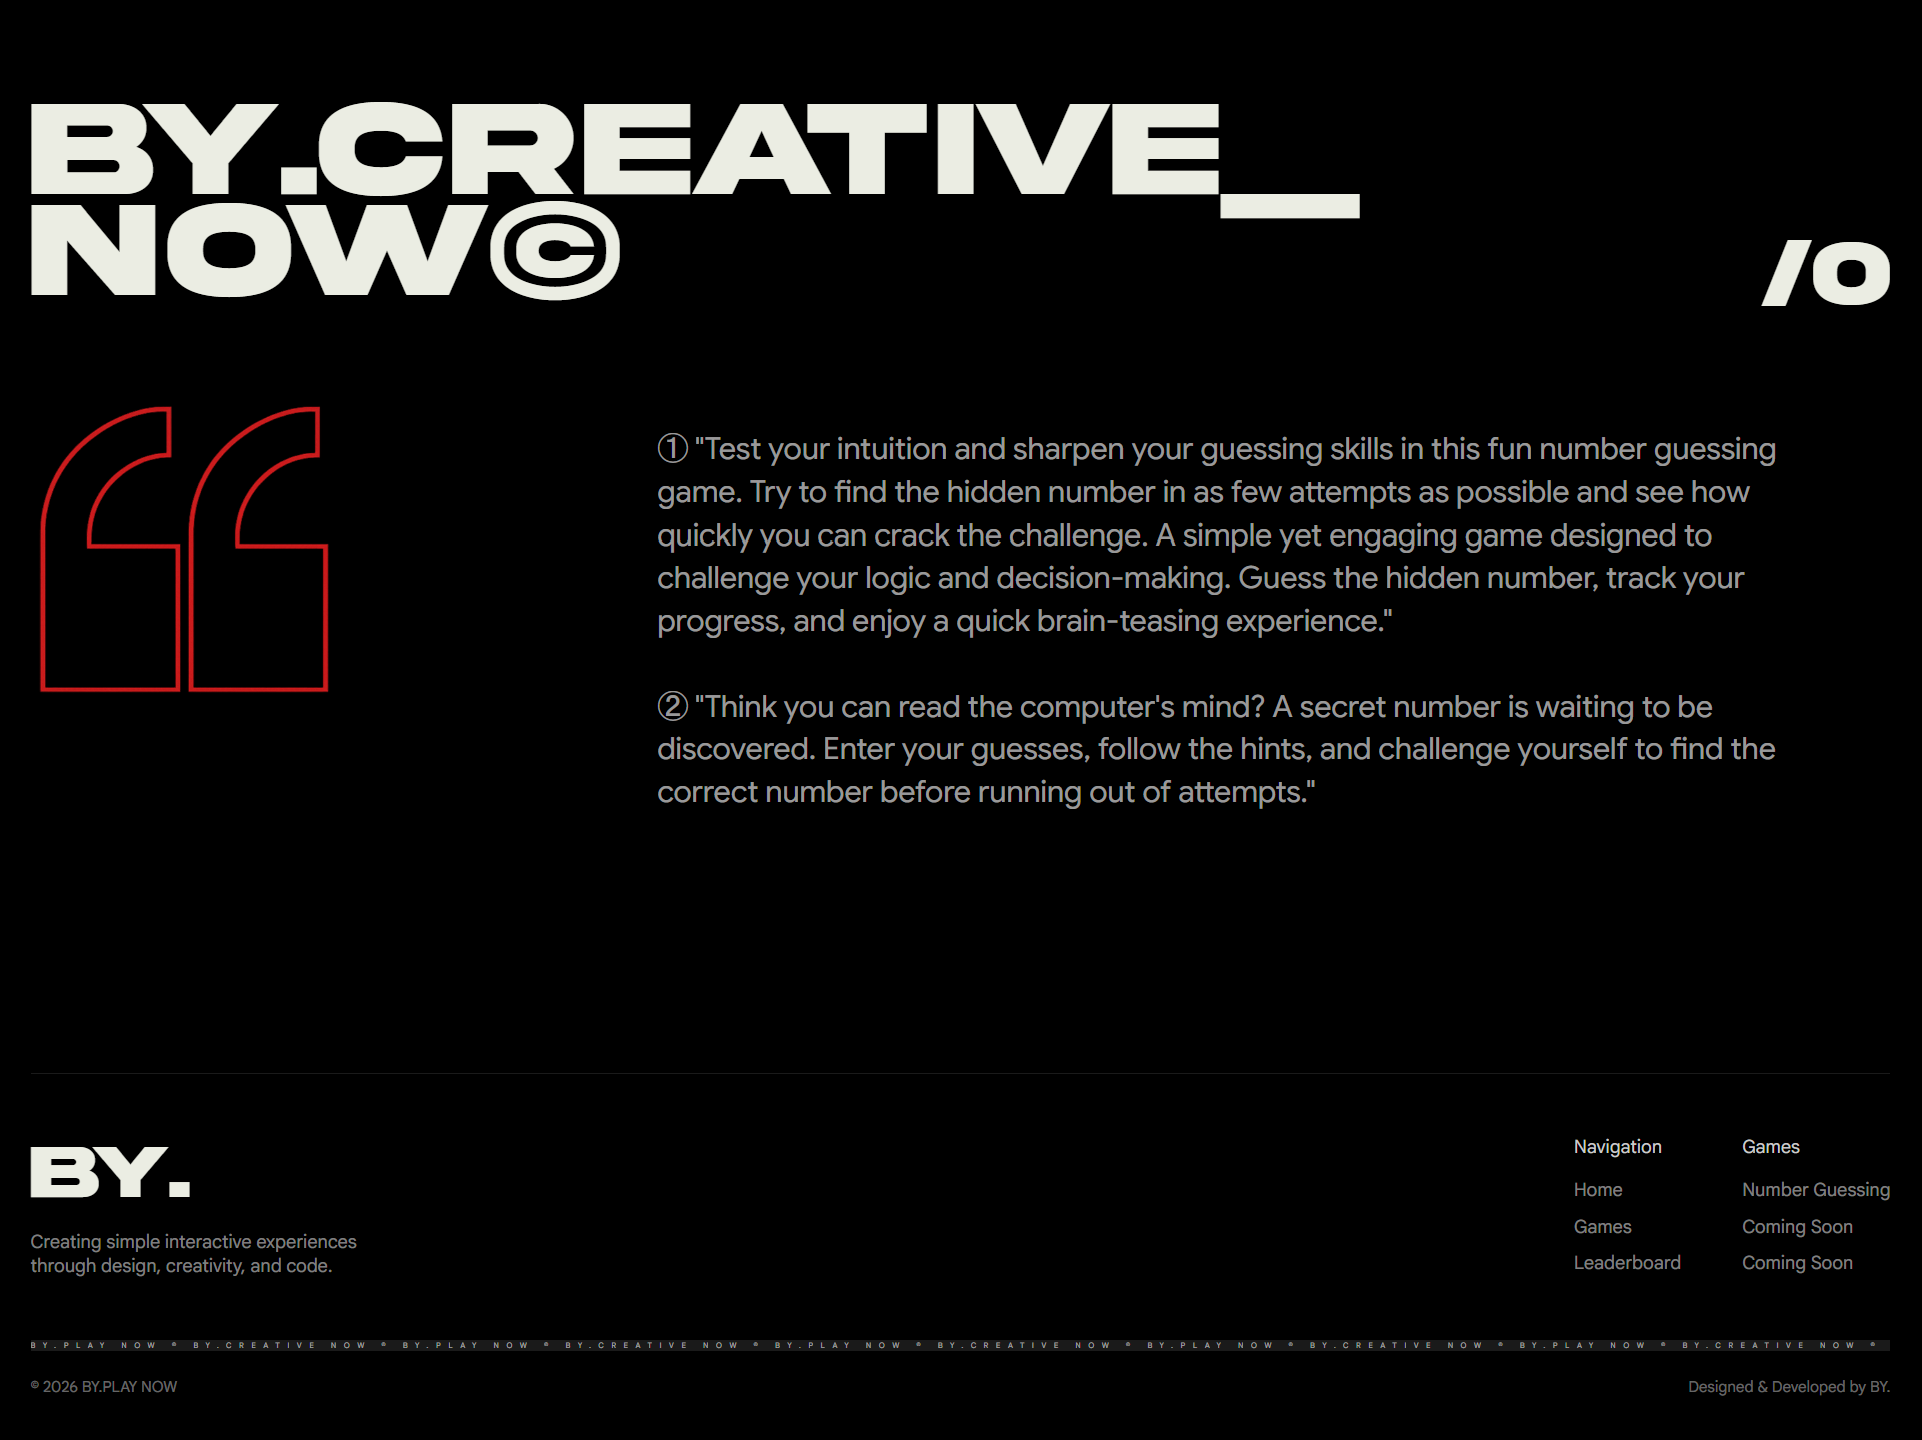 BY.CREATIVE_
NOW©
/0
① "Test your intuition and sharpen your guessing skills in this fun number guessing
game. Try to find the hidden number in as few attempts as possible and see how
quickly you can crack the challenge. A simple yet engaging game designed to
challenge your logic and decision-making. Guess the hidden number, track your
progress, and enjoy a quick brain-teasing experience."
② "Think you can read the computer's mind? A secret number is waiting to be
discovered. Enter your guesses, follow the hints, and challenge yourself to find the
correct number before running out of attempts."
BY.
Creating simple interactive experiences
through design, creativity, and code.
Navigation
Home
Games
Leaderboard
Games
Number Guessing
Coming Soon
Coming Soon
BY.PLAY NOW ® BY.CREATIVE NOW ® BY.PLAY NOW ® BY.CREATIVE NOW ® BY.PLAY NOW ® BY.CREATIVE NOW ® BY.PLAY NOW ® BY.CREATIVE NOW ® BY.PLAY NOW ® BY.CREATIVE NOW ®
© 2026 BY.PLAY NOW
Designed & Developed by BY.